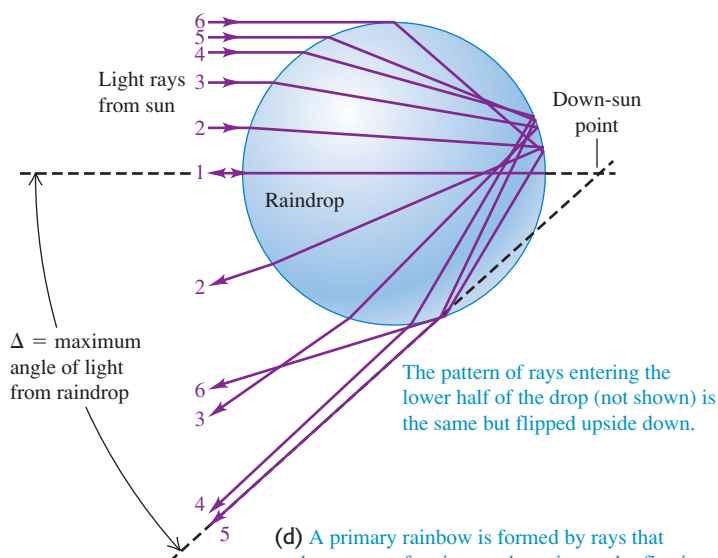 6
5
4
Light rays
from sun
3
Down-sun
point
2
1
Raindrop
2
Δ = maximum
angle of light
from raindrop
The pattern of rays entering the
lower half of the drop (not shown) is
the same but flipped upside down.
6
3
4
5
(d) A primary rainbow is formed by rays that